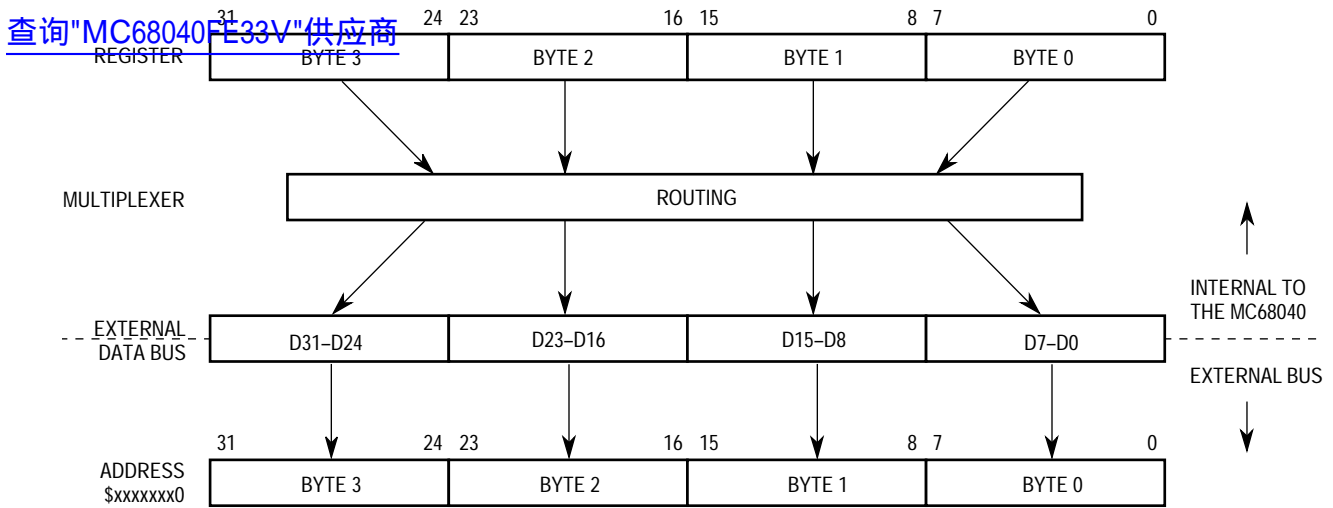 31 24 23 16 15 8 7 0
查询"MC68040FE33V"供应商
REGISTER BYTE 3 BYTE 2 BYTE 1 BYTE 0
MULTIPLEXER ROUTING
INTERNAL TO
THE MC68040
EXTERNAL
DATA BUS
D31–D24 D23–D16 D15–D8 D7–D0
EXTERNAL BUS
31 24 23 16 15 8 7 0
ADDRESS
$xxxxxxx0
BYTE 3 BYTE 2 BYTE 1 BYTE 0